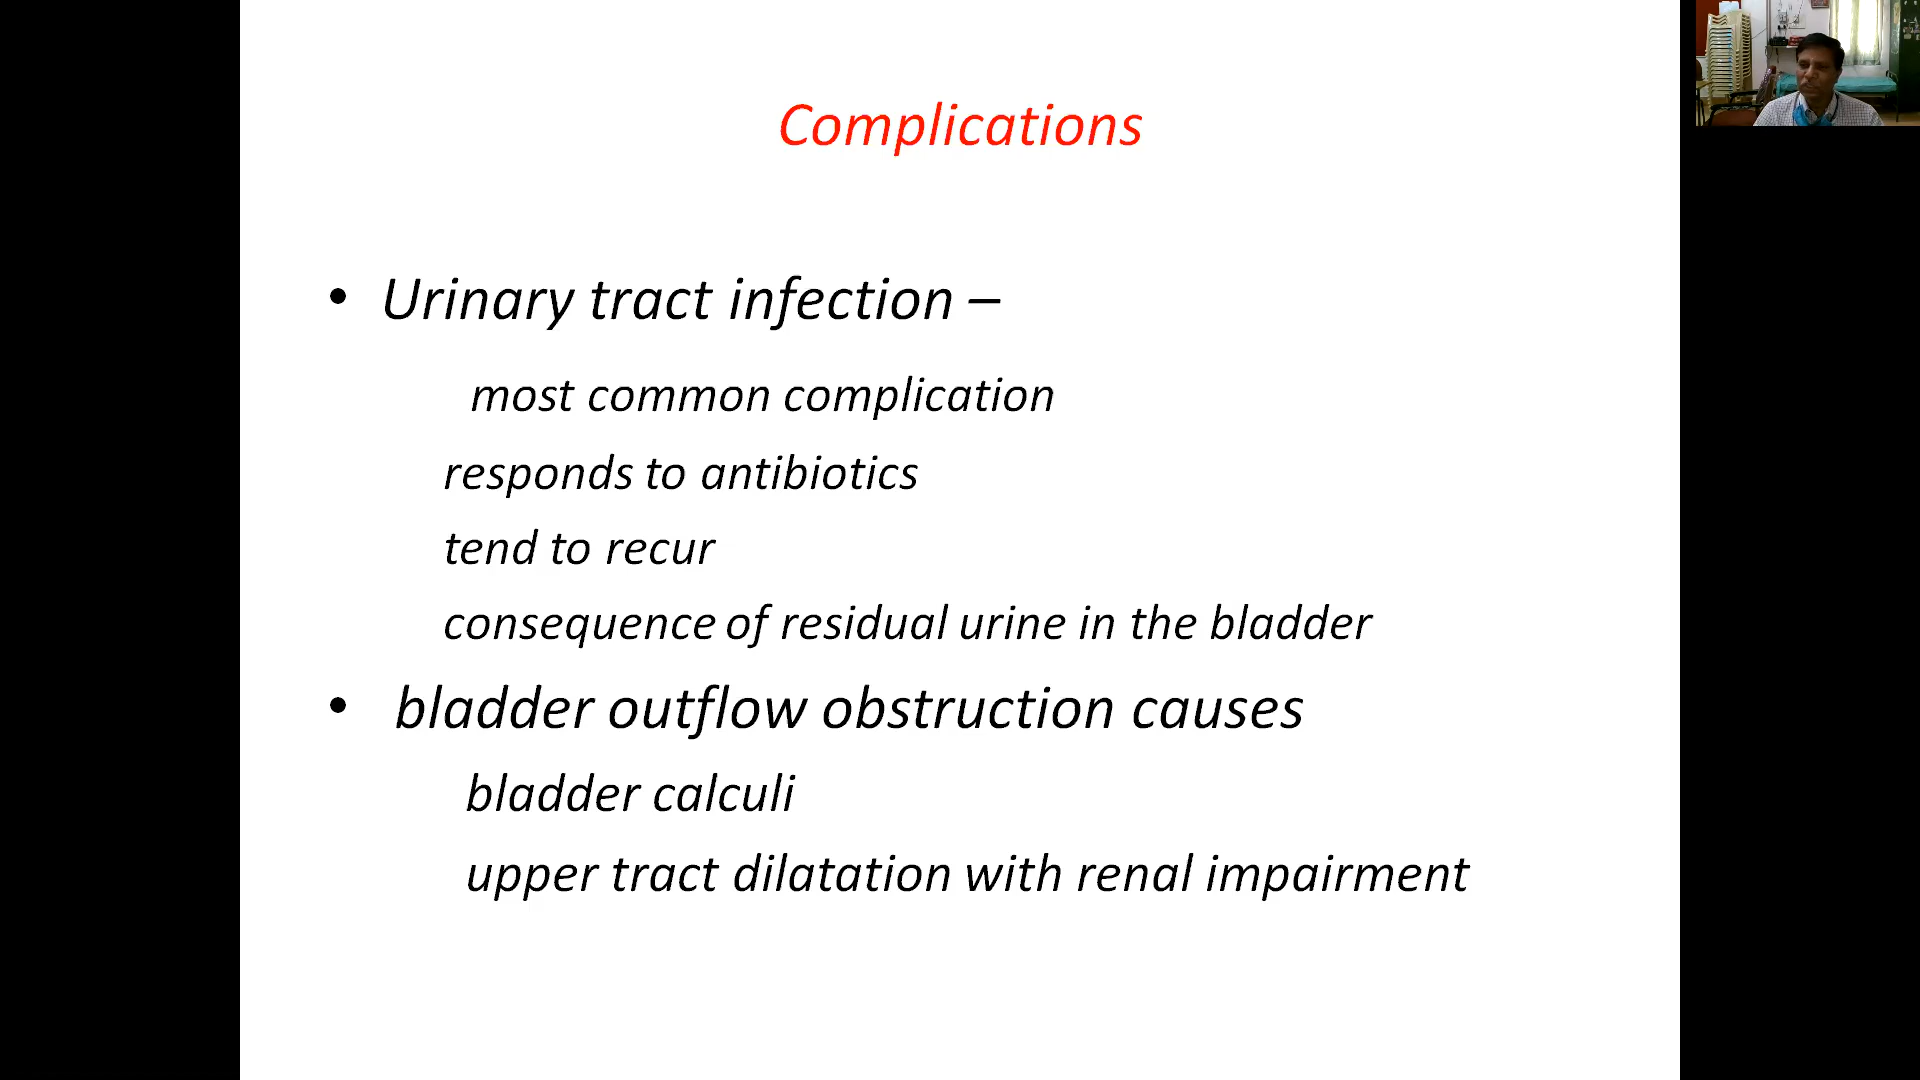 Complications
• Urinary tract infection –
most common complication
responds to antibiotics
tend to recur
consequence of residual urine in the bladder
• bladder outflow obstruction causes
bladder calculi
upper tract dilatation with renal impairment